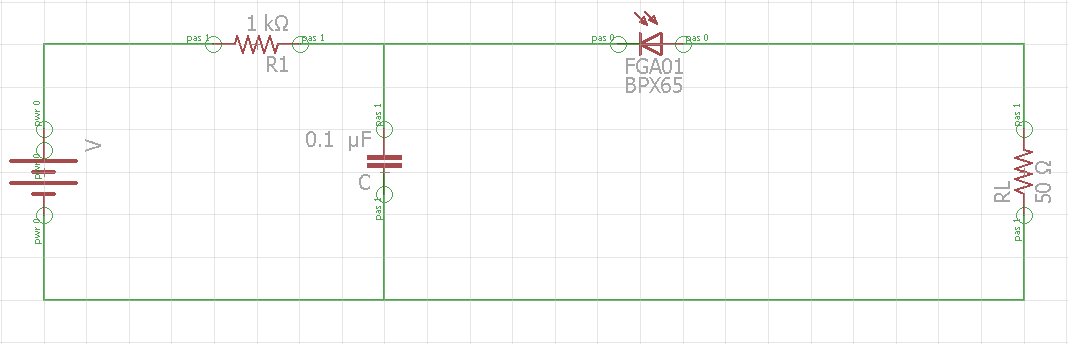 1 kΩ
pas 1
pas 1
R1
pas 0
pas 0
FGA01
BPX65
pwr 0
V
pwr 0
pwr 0
pas 1
0.1 µF
C
pas 1
pas 1
RL
50 Ω
pas 1